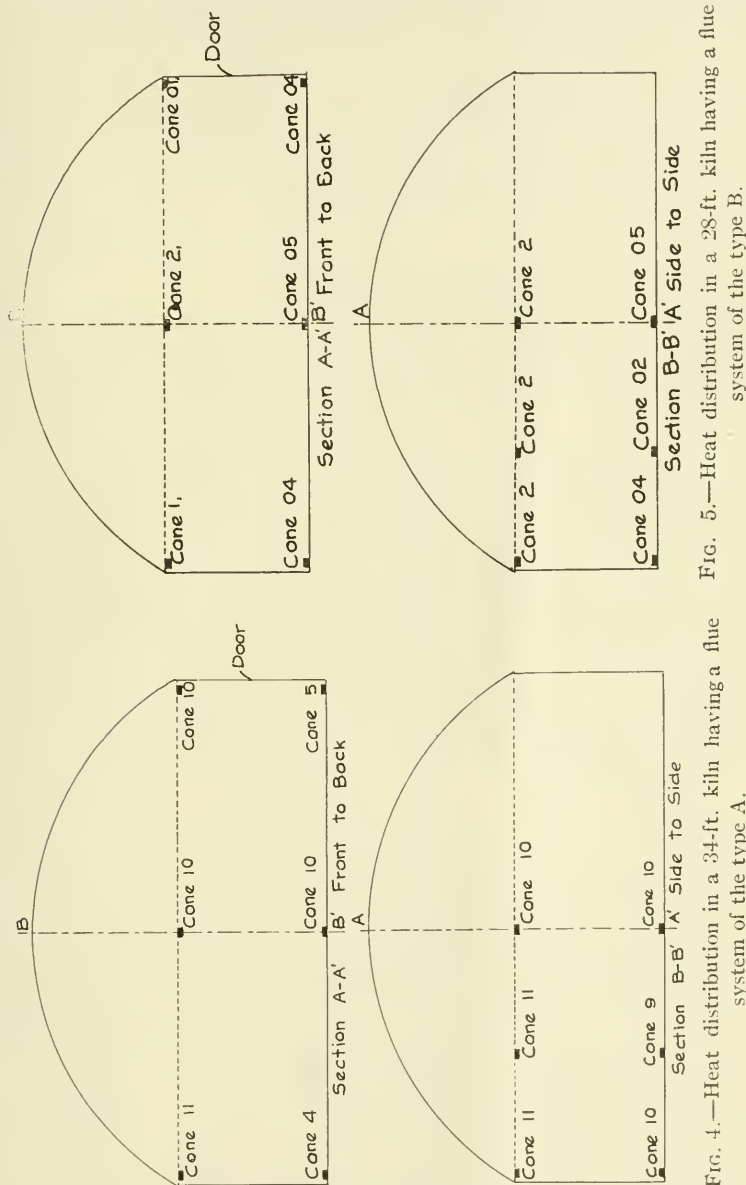 B
Door
Cone 11
Cone 10
Cone 10
Cone 4
Cone 10
Cone 5
Section A-A'
B'
Front to Back
A
Cone 11
Cone 11
Cone 10
Cone 10
Cone 9
Cone 10
Section B-B'
A'
Side to Side
FIG. 4.—Heat distribution in a 34-ft. kiln having a flue
system of the type A.
Door
Cone 1,
Cone 2,
Cone 01,
Cone 04
Cone 05
Cone 04
Section A-A'
B'
Front to Back
A
Cone 2
Cone 2
Cone 2
Cone 04
Cone 02
Cone 05
Section B-B'
A'
Side to Side
FIG. 5.—Heat distribution in a 28-ft. kiln having a flue
system of the type B.